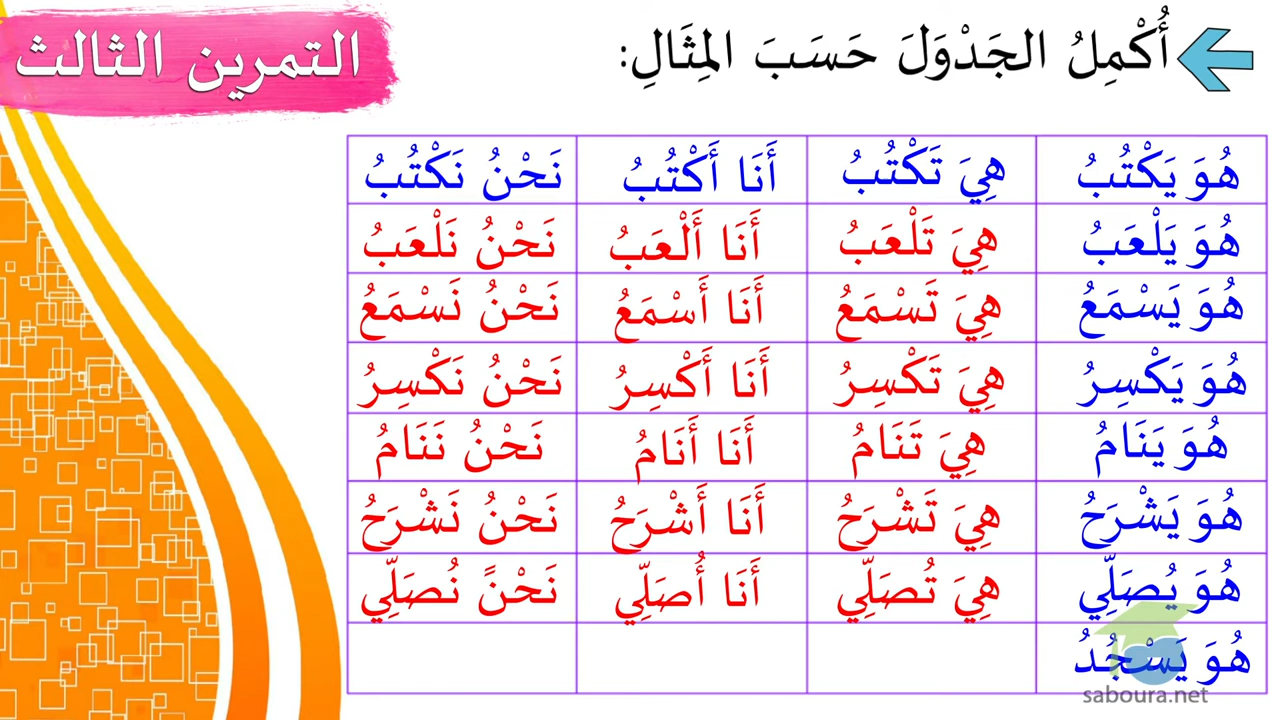 التمرين الثالث
أُكْمِلُ الجَدْوَلَ حَسَبَ المِثَالِ:
هُوَ يَكْتُبُ هِيَ تَكْتُبُ أَنَا أَكْتُبُ نَحْنُ نَكْتُبُ
هُوَ يَلْعَبُ هِيَ تَلْعَبُ أَنَا أَلْعَبُ نَحْنُ نَلْعَبُ
هُوَ يَسْمَعُ هِيَ تَسْمَعُ أَنَا أَسْمَعُ نَحْنُ نَسْمَعُ
هُوَ يَكْسِرُ هِيَ تَكْسِرُ أَنَا أَكْسِرُ نَحْنُ نَكْسِرُ
هُوَ يَنَامُ هِيَ تَنَامُ أَنَا أَنَامُ نَحْنُ نَنَامُ
هُوَ يَشْرَحُ هِيَ تَشْرَحُ أَنَا أَشْرَحُ نَحْنُ نَشْرَحُ
هُوَ يُصَلِّي هِيَ تُصَلِّي أَنَا أُصَلِّي نَحْنً نُصَلِّي
هُوَ يَسْجُدُ
saboura.net